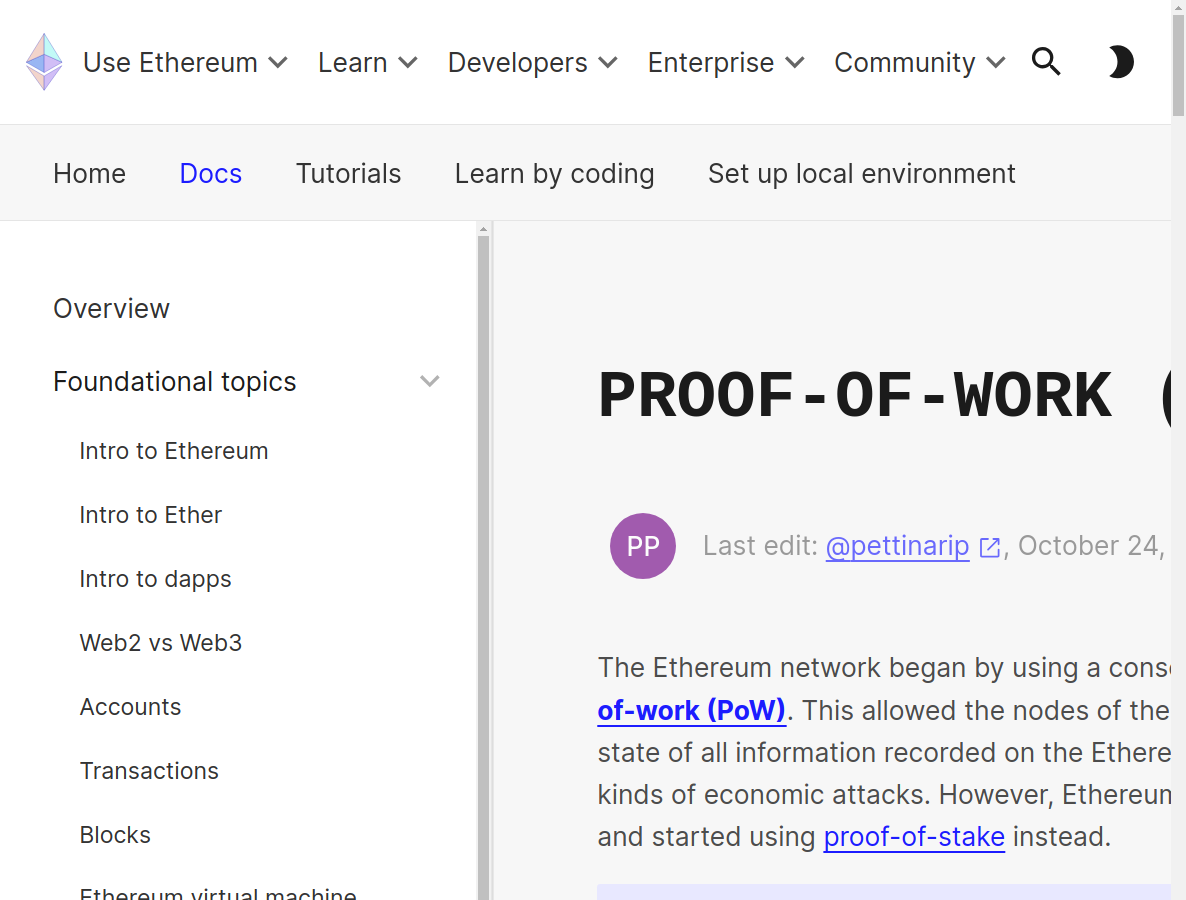 Use Ethereum Learn Developers Enterprise Community
Home Docs Tutorials Learn by coding Set up local environment
Overview
Foundational topics
Intro to Ethereum
Intro to Ether
Intro to dapps
Web2 vs Web3
Accounts
Transactions
Blocks
Ethereum virtual machine
PROOF-OF-WORK (
PP Last edit: @pettinarip , October 24,
The Ethereum network began by using a cons
of-work (PoW). This allowed the nodes of the
state of all information recorded on the Ethere
kinds of economic attacks. However, Ethereum
and started using proof-of-stake instead.